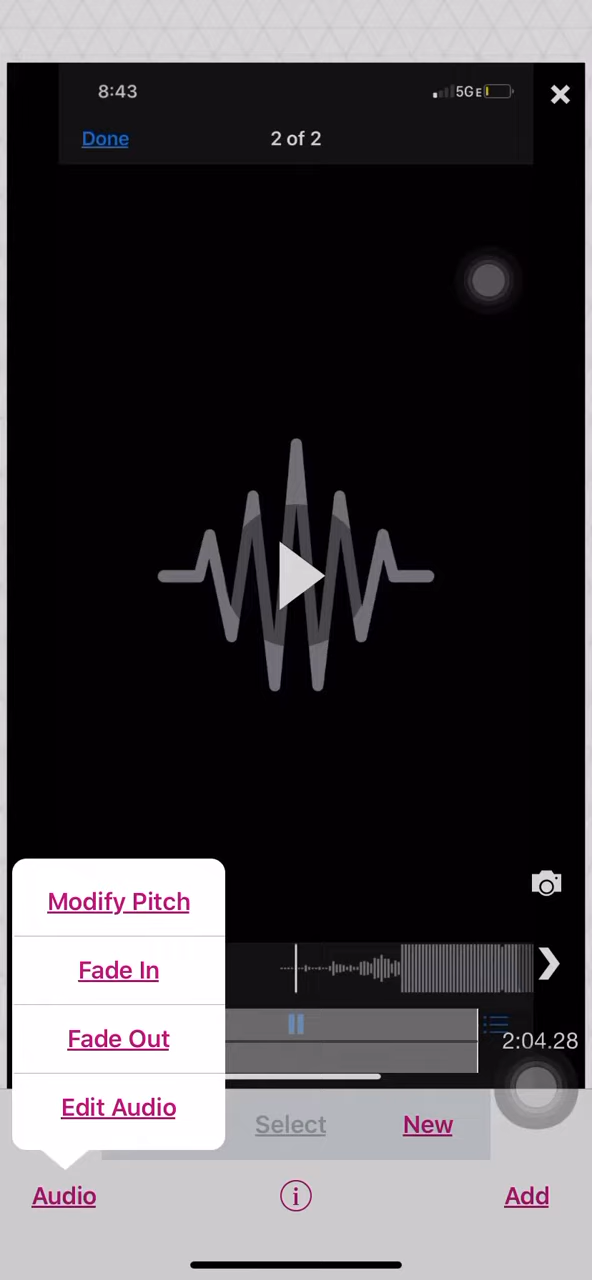 8:43
5GE
Done
2 of 2
Modify Pitch
Fade In
Fade Out
Edit Audio
2:04.28
Select
New
Audio
Add